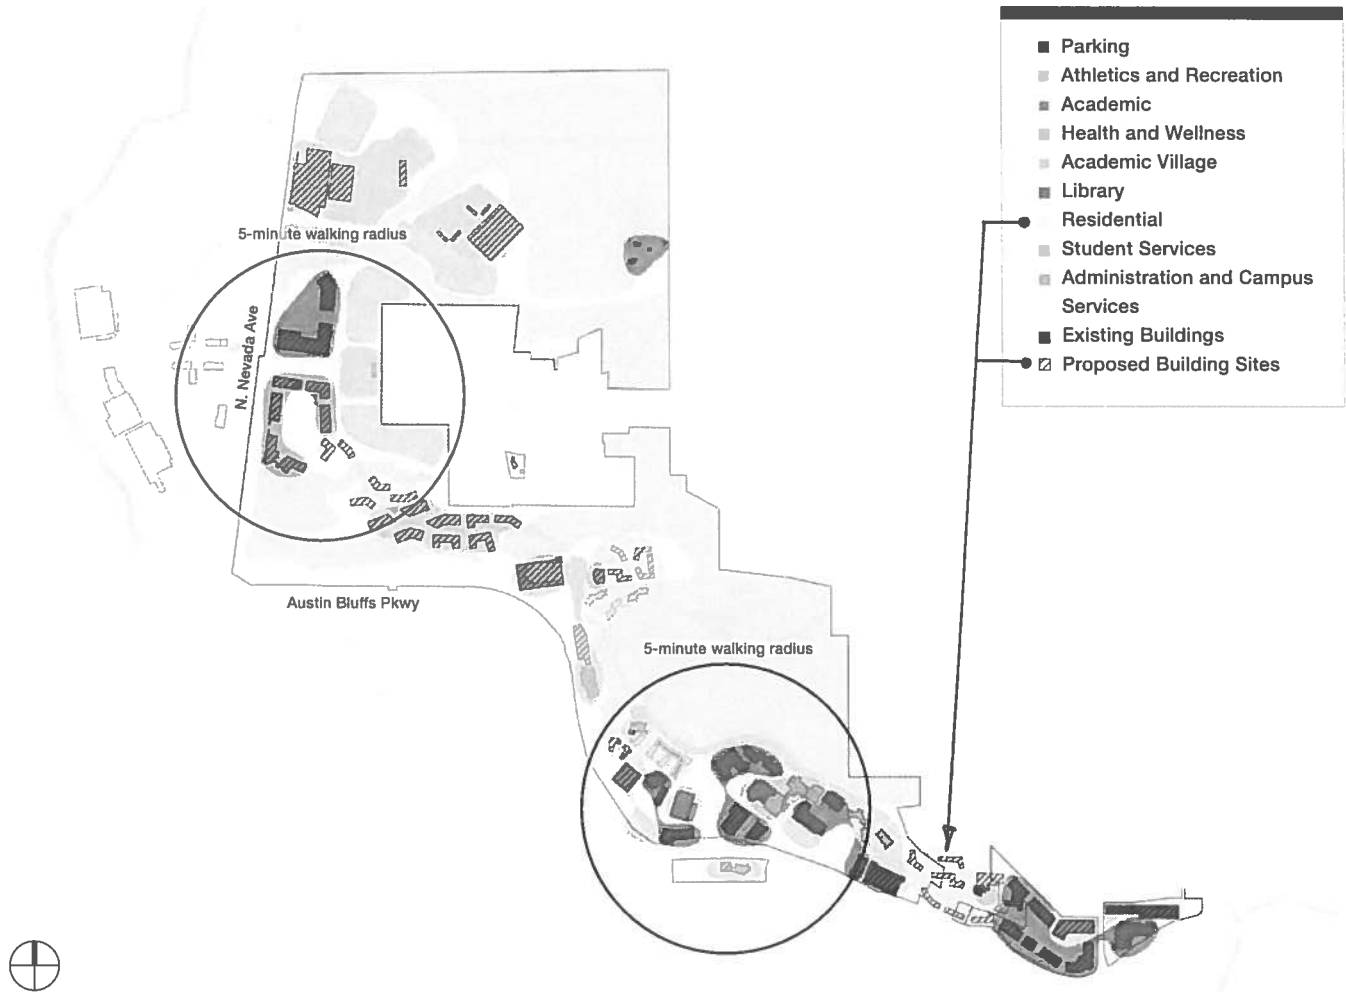 Parking
Athletics and Recreation
Academic
Health and Wellness
Academic Village
Library
Residential
Student Services
Administration and Campus
Services
Existing Buildings
Proposed Building Sites
5-minute walking radius
N. Nevada Ave
Austin Bluffs Pkwy
5-minute walking radius